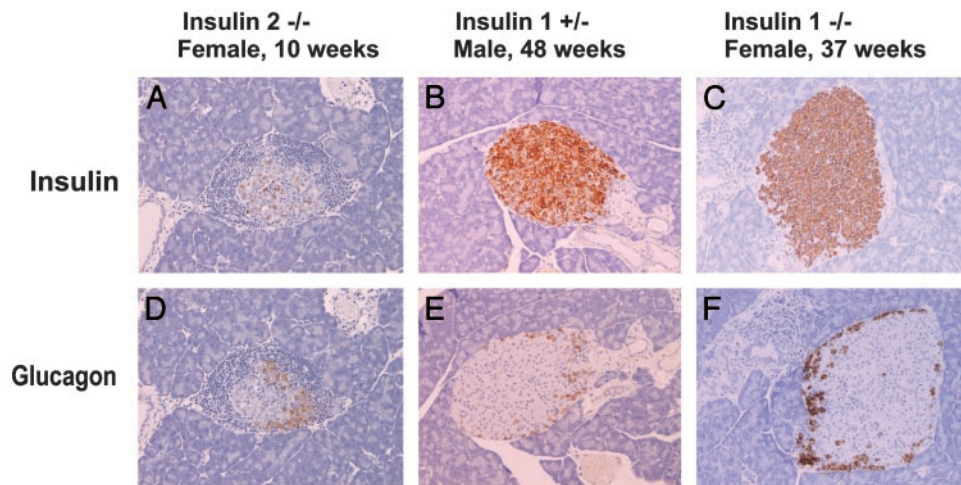 Insulin 2 -/-
Female, 10 weeks
Insulin 1 +/-
Male, 48 weeks
Insulin 1 -/-
Female, 37 weeks
A
B
C
Insulin
D
E
F
Glucagon